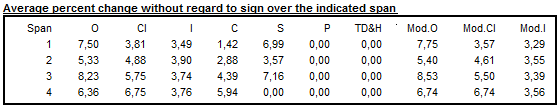 Average percent change without regard to sign over the indicated span
Span O CI I C S P TD&H Mod.O Mod.CI Mod.I
1 7,50 3,81 3,49 1,42 6,99 0,00 0,00 7,75 3,57 3,29
2 5,33 4,88 3,90 2,88 3,57 0,00 0,00 5,40 4,61 3,55
3 8,23 5,75 3,74 4,39 7,16 0,00 0,00 8,53 5,50 3,39
4 6,36 6,75 3,76 5,94 0,00 0,00 0,00 6,74 6,74 3,56